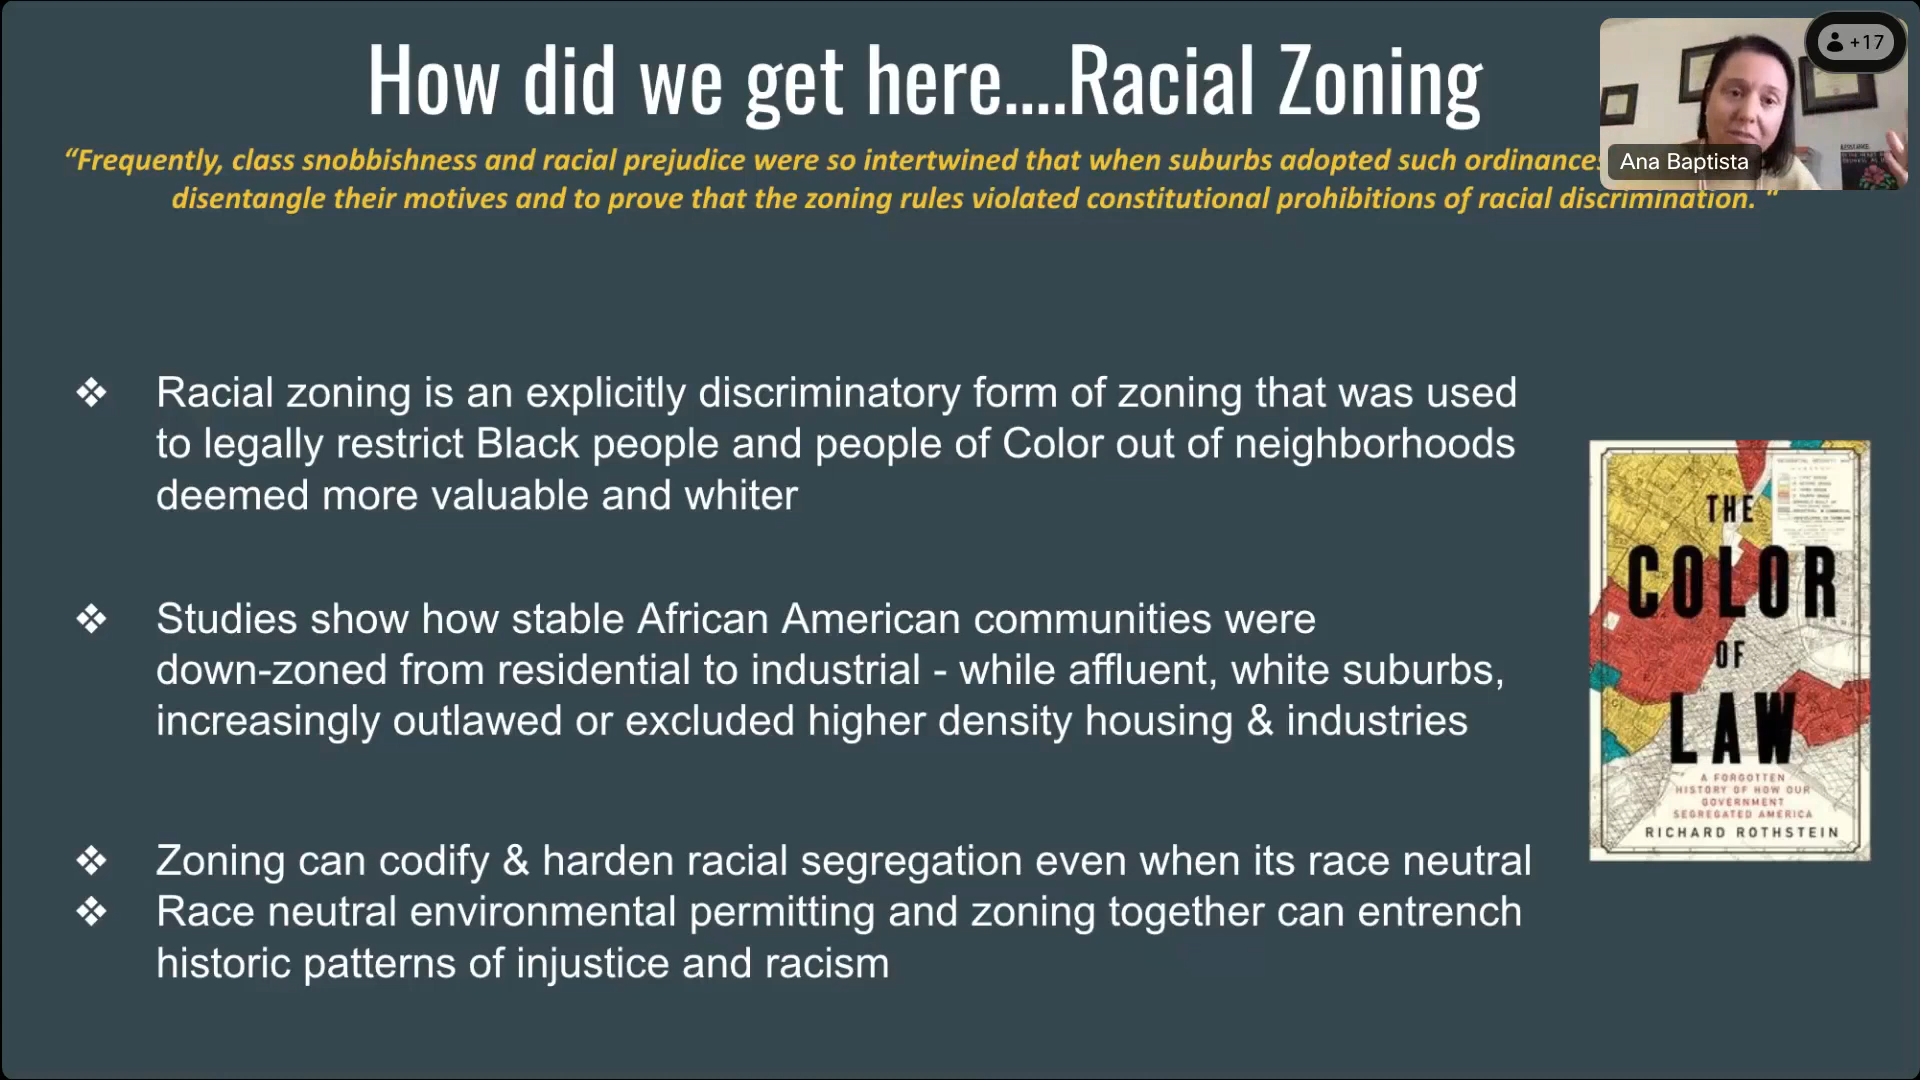 How did we get here....Racial Zoning
+17
“Frequently, class snobbishness and racial prejudice were so intertwined that when suburbs adopted such ordinances
disentangle their motives and to prove that the zoning rules violated constitutional prohibitions of racial discrimination. “
Ana Baptista
❖ Racial zoning is an explicitly discriminatory form of zoning that was used
to legally restrict Black people and people of Color out of neighborhoods
deemed more valuable and whiter
❖ Studies show how stable African American communities were
down-zoned from residential to industrial - while affluent, white suburbs,
increasingly outlawed or excluded higher density housing & industries
❖ Zoning can codify & harden racial segregation even when its race neutral
❖ Race neutral environmental permitting and zoning together can entrench
historic patterns of injustice and racism
THE
COLOR
OF
LAW
A FORGOTTEN
HISTORY OF HOW OUR
GOVERNMENT
SEGREGATED AMERICA
RICHARD ROTHSTEIN